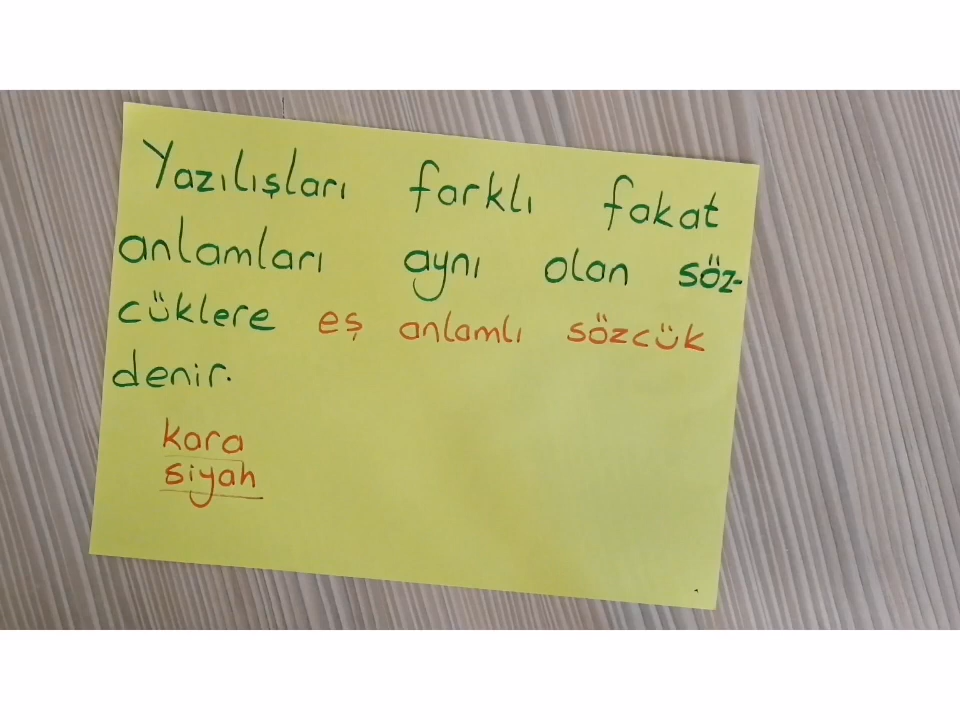 Yazılışları farklı fakat
anlamları aynı olan söz-
cüklere eş anlamlı sözcük
denir.
kara
siyah